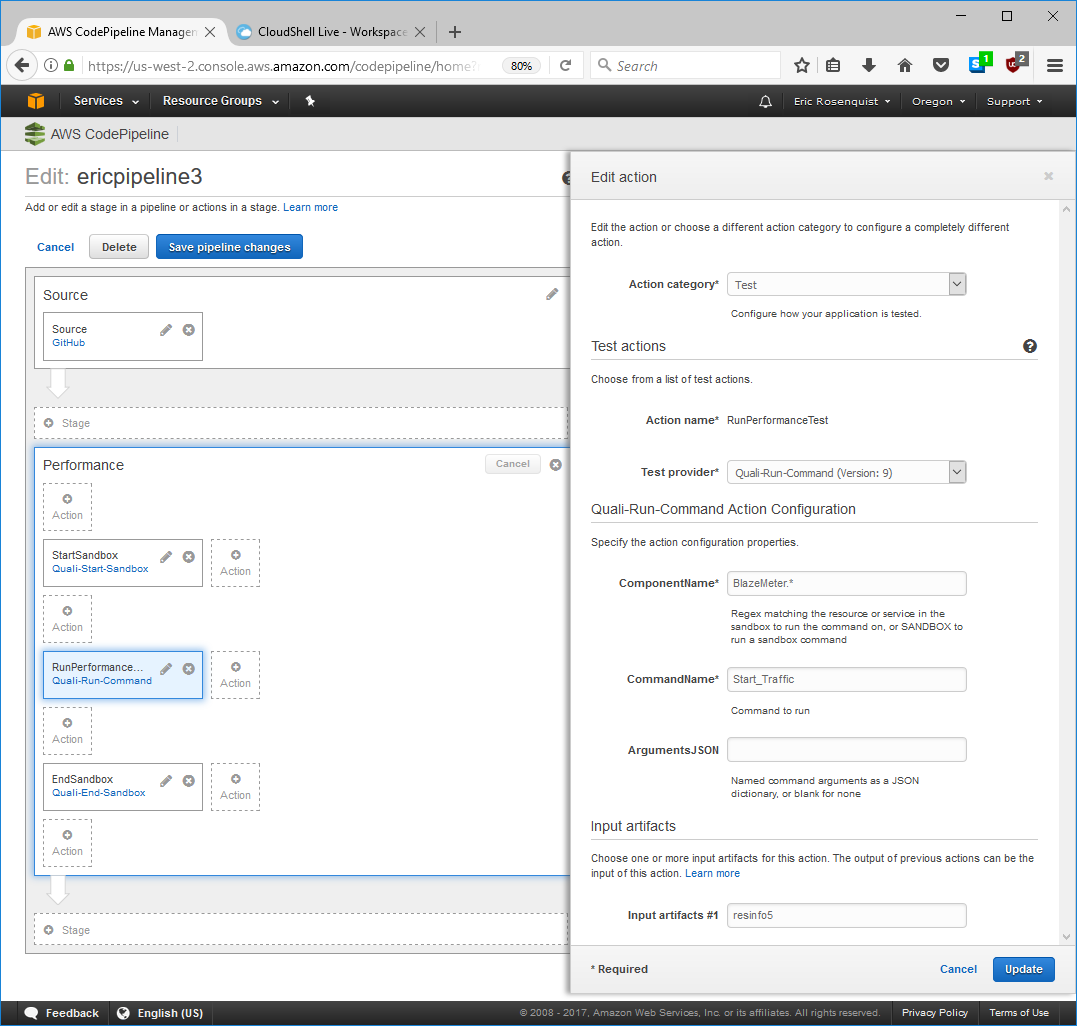 AWS CodePipeline Manager
CloudShell Live - Workspace
https://us-west-2.console.aws.amazon.com/codepipeline/home?
80%
Search
S 1
2
Services
Resource Groups
Eric Rosenquist
Oregon
Support
AWS CodePipeline
Edit: ericpipeline3
Add or edit a stage in a pipeline or actions in a stage. Learn more
Cancel
Delete
Save pipeline changes
Source
Source
GitHub
Stage
Performance
Cancel
Action
StartSandbox
Quali-Start-Sandbox
Action
Action
RunPerformance...
Quali-Run-Command
Action
Action
EndSandbox
Quali-End-Sandbox
Action
Action
Stage
Edit action
Edit the action or choose a different action category to configure a completely different
action.
Action category* Test
Configure how your application is tested.
Test actions
Choose from a list of test actions.
Action name* RunPerformanceTest
Test provider* Quali-Run-Command (Version: 9)
Quali-Run-Command Action Configuration
Specify the action configuration properties.
ComponentName* BlazeMeter.*
Regex matching the resource or service in the
sandbox to run the command on, or SANDBOX to
run a sandbox command
CommandName* Start_Traffic
Command to run
ArgumentsJSON
Named command arguments as a JSON
dictionary, or blank for none
Input artifacts
Choose one or more input artifacts for this action. The output of previous actions can be the
input of this action. Learn more
Input artifacts #1 resinfo5
* Required
Cancel
Update
Feedback
English (US)
© 2008 - 2017, Amazon Web Services, Inc. or its affiliates. All rights reserved.
Privacy Policy
Terms of Use